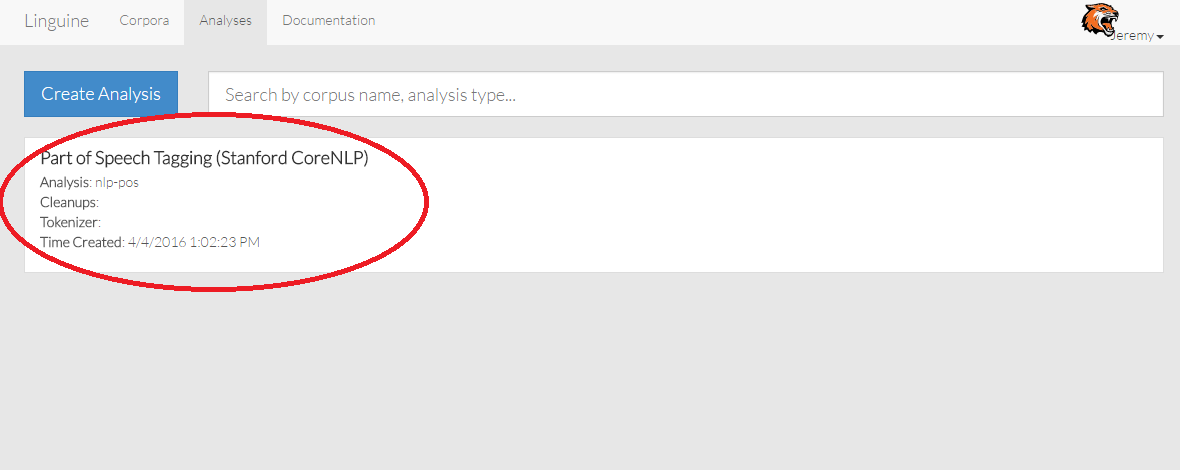 Linguine Corpora Analyses Documentation Jeremy
Create Analysis Search by corpus name, analysis type...
Part of Speech Tagging (Stanford CoreNLP)
Analysis: nlp-pos
Cleanups:
Tokenizer:
Time Created: 4/4/2016 1:02:23 PM